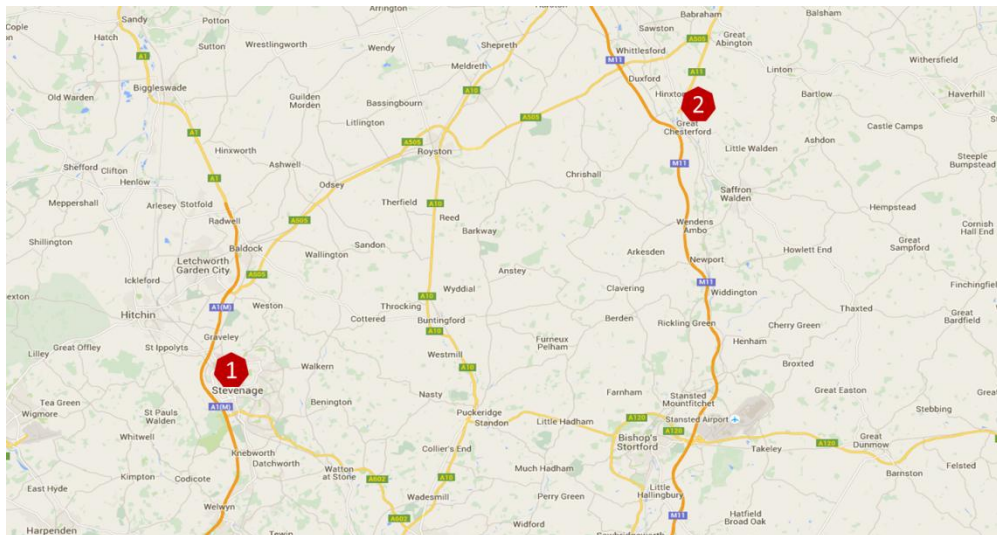 Arrington
Sandy
Potton
Babraham
Balsham
Cople
Hatch
Sutton
Wrestlingworth
Wendy
Shepreth
Sawston
A505
Great
Abington
A1
Whittlesford
M11
A11
Withersfield
Meldreth
A10
Duxford
Linton
Biggleswade
Old Warden
Guilden
Morden
Bassingbourn
Hinxton
2
Bartlow
Haverhill
Litlington
Great
Chesterford
Castle Camps
A1
Hinxworth
A505
Royston
A505
Little Walden
Ashdon
Shefford
Clifton
Ashwell
M11
Steeple
Bumpstead
Henlow
A1
Odsey
Chrishall
Saffron
Walden
Meppershall
Arlesey
Stotfold
Therfield
A10
Hempstead
Radwell
A505
Reed
Wendens
Ambo
Cornish
Hall End
Shillington
Baldock
Sandon
Barkway
Great
Sampford
Letchworth
Garden City
Wallington
Arkesden
Newport
Howlett End
Ickleford
A505
Anstey
M11
Finchingfield
exton
Wyddial
A10
Clavering
Widdington
Hitchin
A1(M)
Weston
Throcking
Thaxted
Great
Bardfield
Cottered
Buntingford
Berden
Rickling Green
Cherry Green
A10
Graveley
Furneux
Pelham
Henham
Lilley
Great Offley
St Ippolyts
Westmill
Broxted
1
Walkern
A10
Stevenage
Nasty
Farnham
Stansted
Mountfitchet
Great Easton
Tea Green
Benington
Wigmore
St Pauls
Walden
A1(M)
Puckeridge
Standon
Little Hadham
A120
Stansted Airport
Stebbing
Whitwell
Bishop's
Stortford
A120
Great
Dunmow
Knebworth
Datchworth
Collier's End
Takeley
A120
Felsted
Kimpton
Codicote
Watton
at Stone
Much Hadham
Barnston
East Hyde
A602
Little
Hallingbury
Welwyn
Wadesmill
Perry Green
Harpenden
Tewin
A602
Widford
M11
Hatfield
Broad Oak
Sawbridgeworth